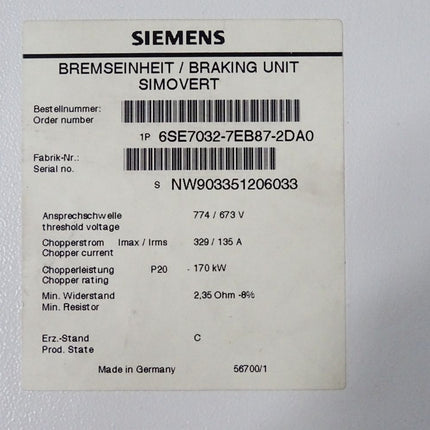 SIEMENS
BREMSEINHEIT / BRAKING UNIT
SIMOVERT
Bestellnummer:
Order number
1P 6SE7032-7EB87-2DA0
Fabrik-Nr.:
Serial no.
S NW903351206033
Ansprechschwelle 774 / 673 V
threshold voltage
Chopperstrom Imax / Irms 329 / 135 A
Chopper current
Chopperleistung P20 - 170 kW
Chopper rating
Min. Widerstand 2,35 Ohm -8%
Min. Resistor
Erz.-Stand C
Prod. State
Made in Germany 56700/1